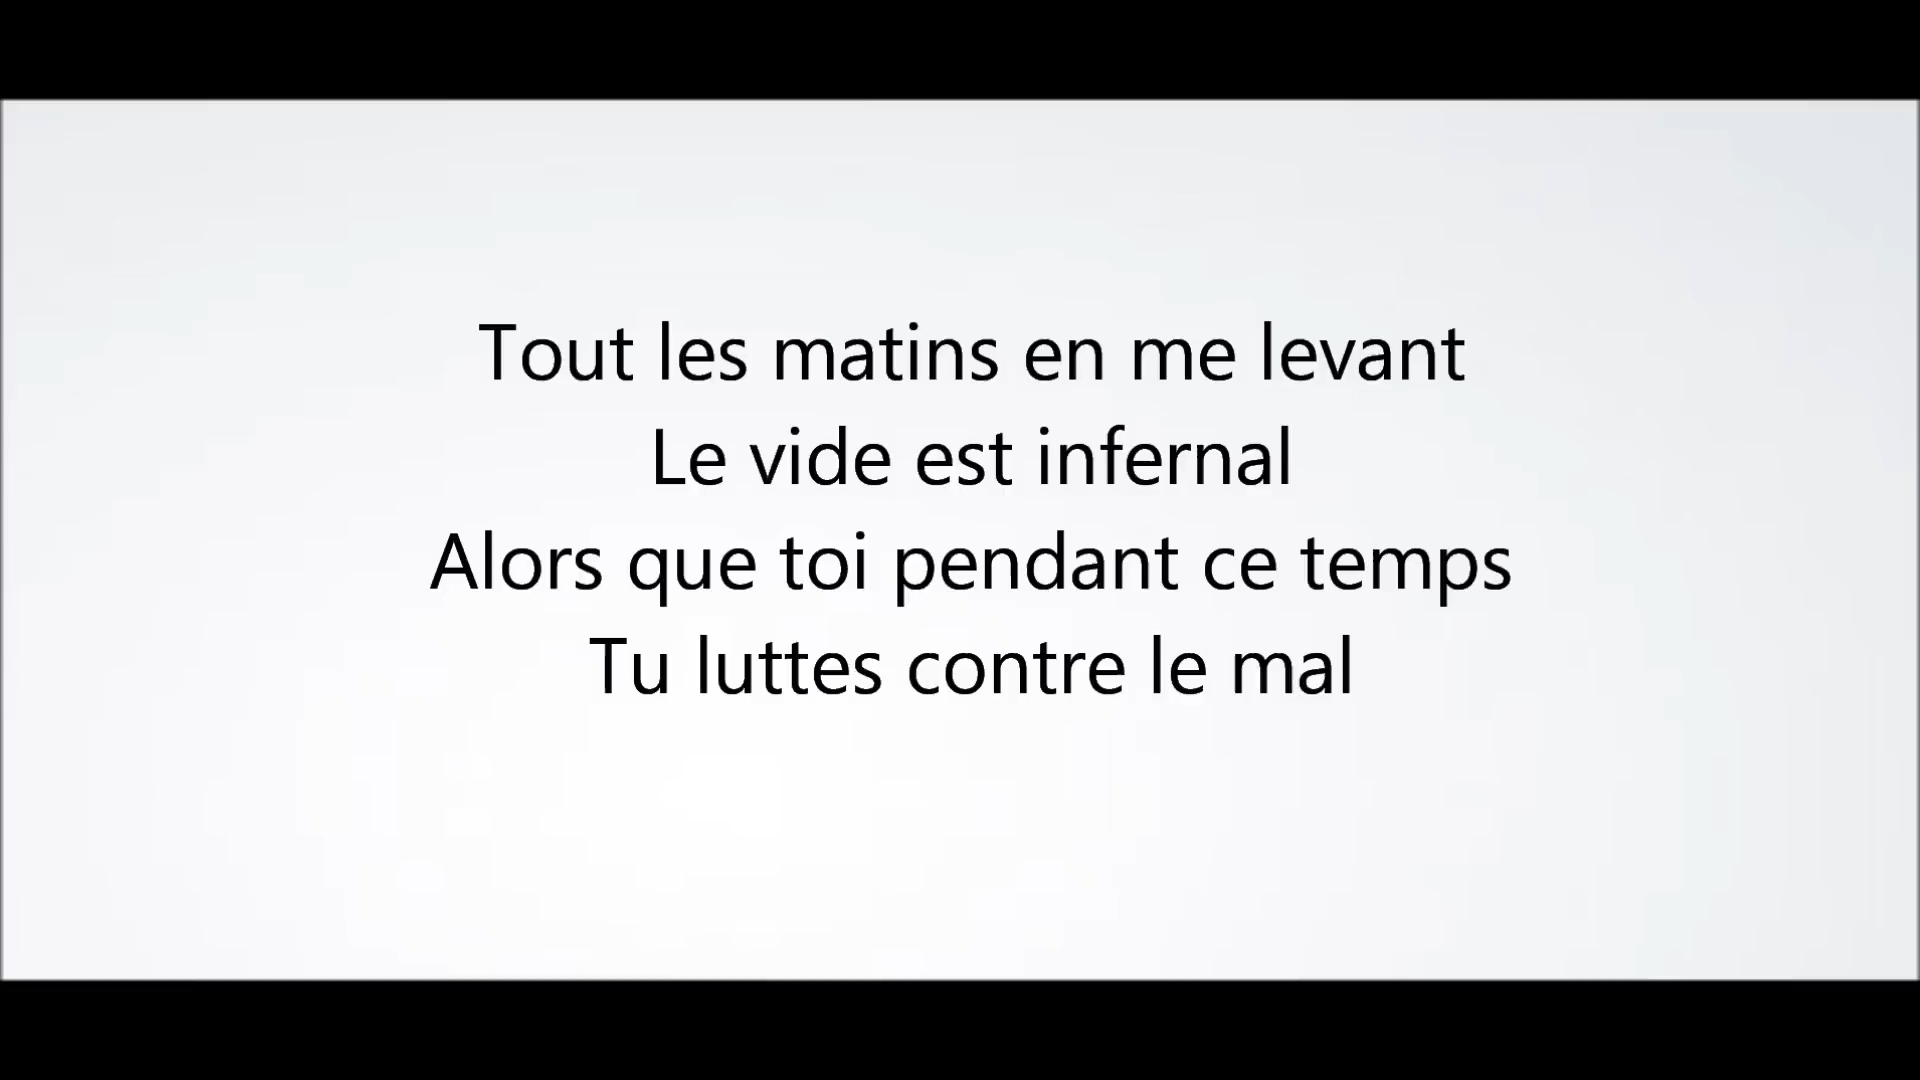 Tout les matins en me levant
Le vide est infernal
Alors que toi pendant ce temps
Tu luttes contre le mal